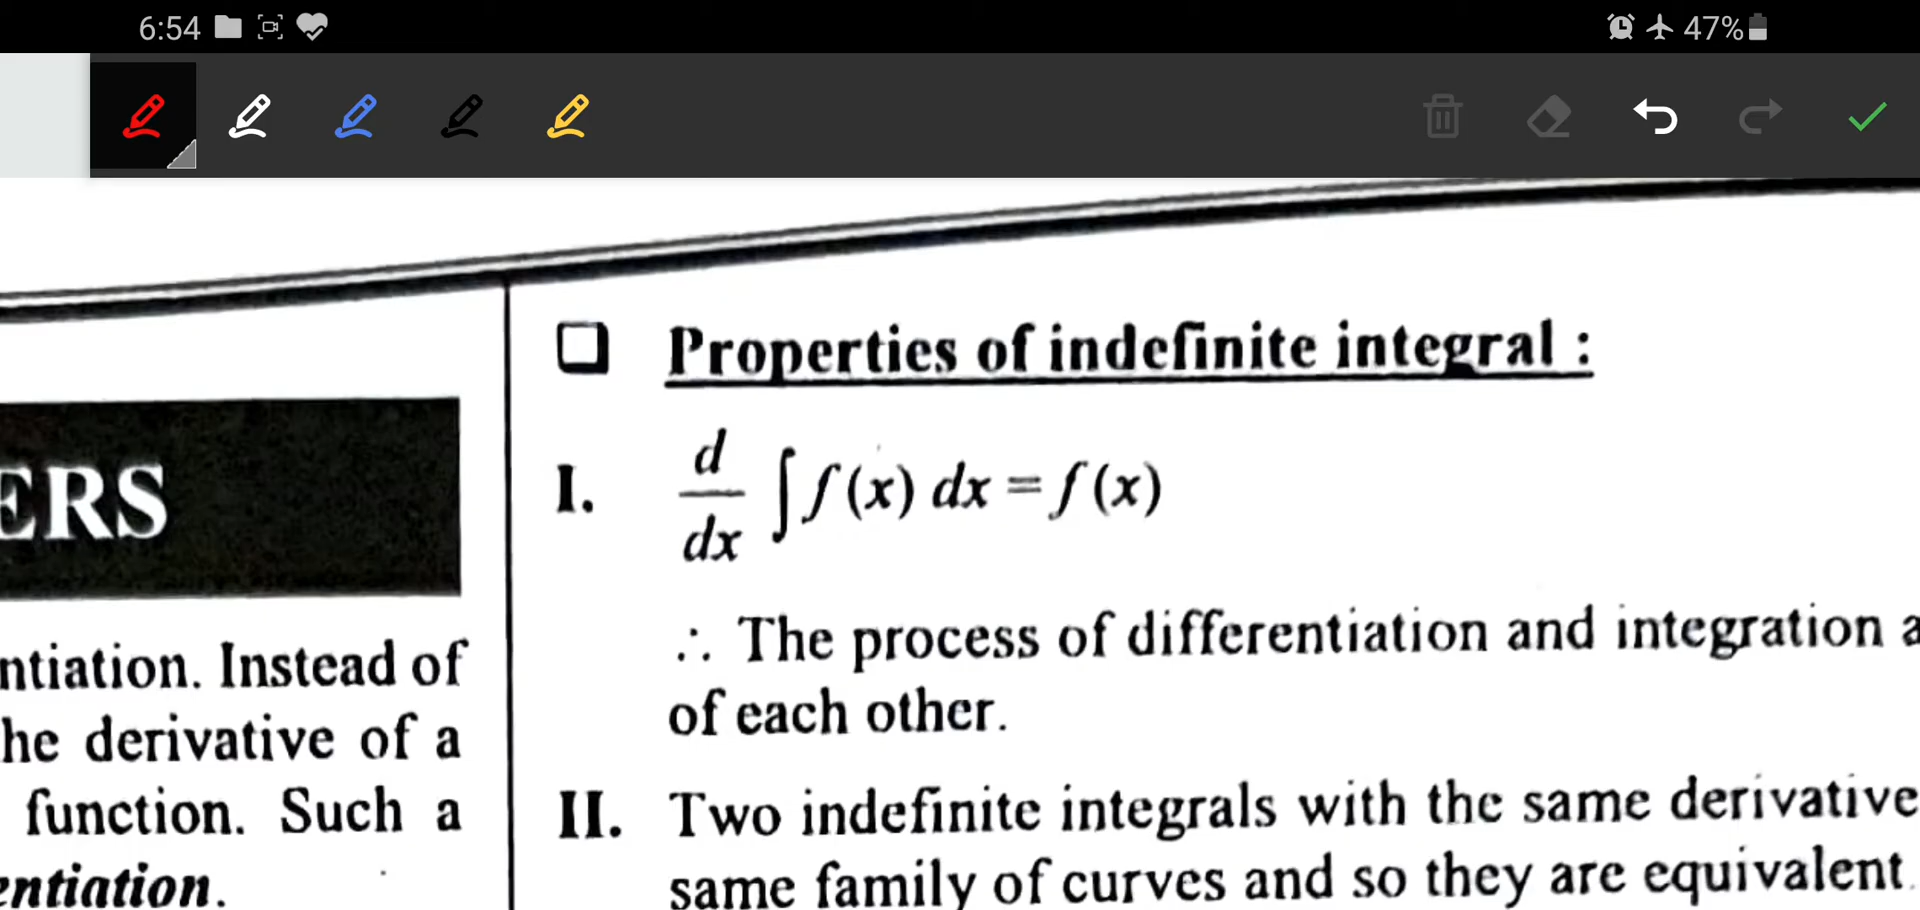 6:54
47%
Properties of indefinite integral :
I. d/dx ∫ f (x) dx = f (x)
∴ The process of differentiation and integration
of each other.
II. Two indefinite integrals with the same derivative
same family of curves and so they are equivalent.
ERS
ntiation. Instead of
he derivative of a
function. Such a
entiation.